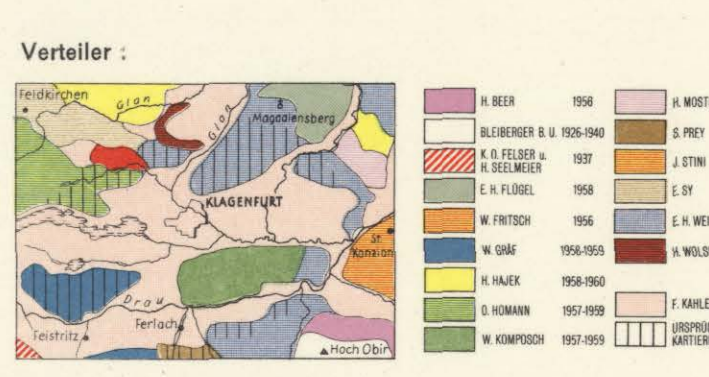 Verteiler :
Feldkirchen
Glan
Glan
Magdalensberg
KLAGENFURT
St. Kanzian
Drau
Feistritz
Ferlach
Hoch Obir
H. BEER 1958
BLEIBERGER B. U. 1926-1940
K. O. FELSER u. H. SEELMEIER 1937
E. H. FLÜGEL 1958
W. FRITSCH 1956
W. GRÄF 1958-1959
H. HAJEK 1958-1960
O. HOMANN 1957-1959
W. KOMPOSCH 1957-1959
H. MOST
S. PREY
J. STINI
E. SY
E. H. WEI
H. WOLS
F. KAHLE
URSPRÜ
KARTIER